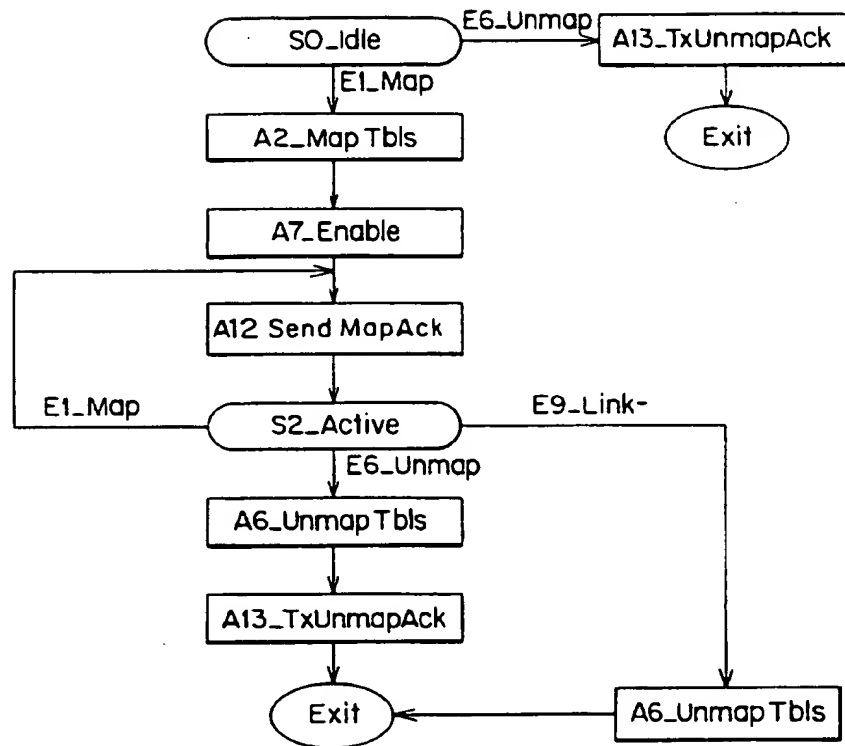 S0_Idle
E6_Unmap
A13_TxUnmapAck
E1_Map
Exit
A2_Map Tbls
A7_Enable
A12 Send MapAck
E1_Map
S2_Active
E9_Link-
E6_Unmap
A6_Unmap Tbls
A13_TxUnmapAck
Exit
A6_Unmap Tbls